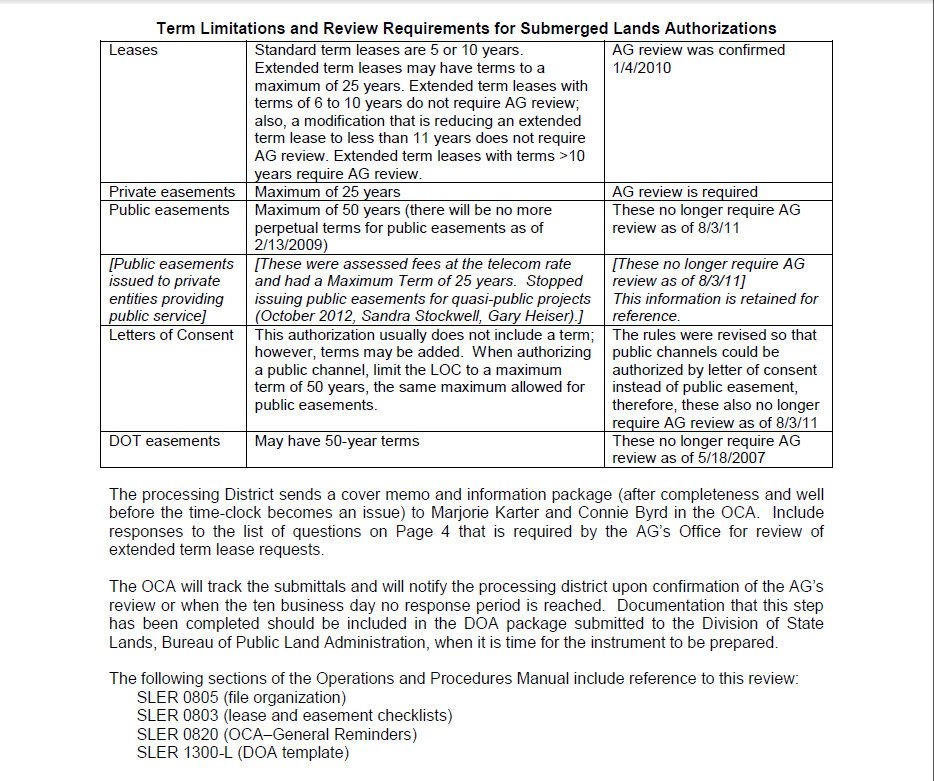 Term Limitations and Review Requirements for Submerged Lands Authorizations
Leases
Standard term leases are 5 or 10 years.
Extended term leases may have terms to a
maximum of 25 years. Extended term leases with
terms of 6 to 10 years do not require AG review;
also, a modification that is reducing an extended
term lease to less than 11 years does not require
AG review. Extended term leases with terms >10
years require AG review.
AG review was confirmed
1/4/2010
Private easements
Maximum of 25 years
AG review is required
Public easements
Maximum of 50 years (there will be no more
perpetual terms for public easements as of
2/13/2009)
These no longer require AG
review as of 8/3/11
[Public easements
issued to private
entities providing
public service]
[These were assessed fees at the telecom rate
and had a Maximum Term of 25 years. Stopped
issuing public easements for quasi-public projects
(October 2012, Sandra Stockwell, Gary Heiser).]
[These no longer require AG
review as of 8/3/11]
This information is retained for
reference.
Letters of Consent
This authorization usually does not include a term;
however, terms may be added. When authorizing
a public channel, limit the LOC to a maximum
term of 50 years, the same maximum allowed for
public easements.
The rules were revised so that
public channels could be
authorized by letter of consent
instead of public easement,
therefore, these also no longer
require AG review as of 8/3/11
DOT easements
May have 50-year terms
These no longer require AG
review as of 5/18/2007
The processing District sends a cover memo and information package (after completeness and well
before the time-clock becomes an issue) to Marjorie Karter and Connie Byrd in the OCA. Include
responses to the list of questions on Page 4 that is required by the AG's Office for review of
extended term lease requests.
The OCA will track the submittals and will notify the processing district upon confirmation of the AG's
review or when the ten business day no response period is reached. Documentation that this step
has been completed should be included in the DOA package submitted to the Division of State
Lands, Bureau of Public Land Administration, when it is time for the instrument to be prepared.
The following sections of the Operations and Procedures Manual include reference to this review:
SLER 0805 (file organization)
SLER 0803 (lease and easement checklists)
SLER 0820 (OCA–General Reminders)
SLER 1300-L (DOA template)